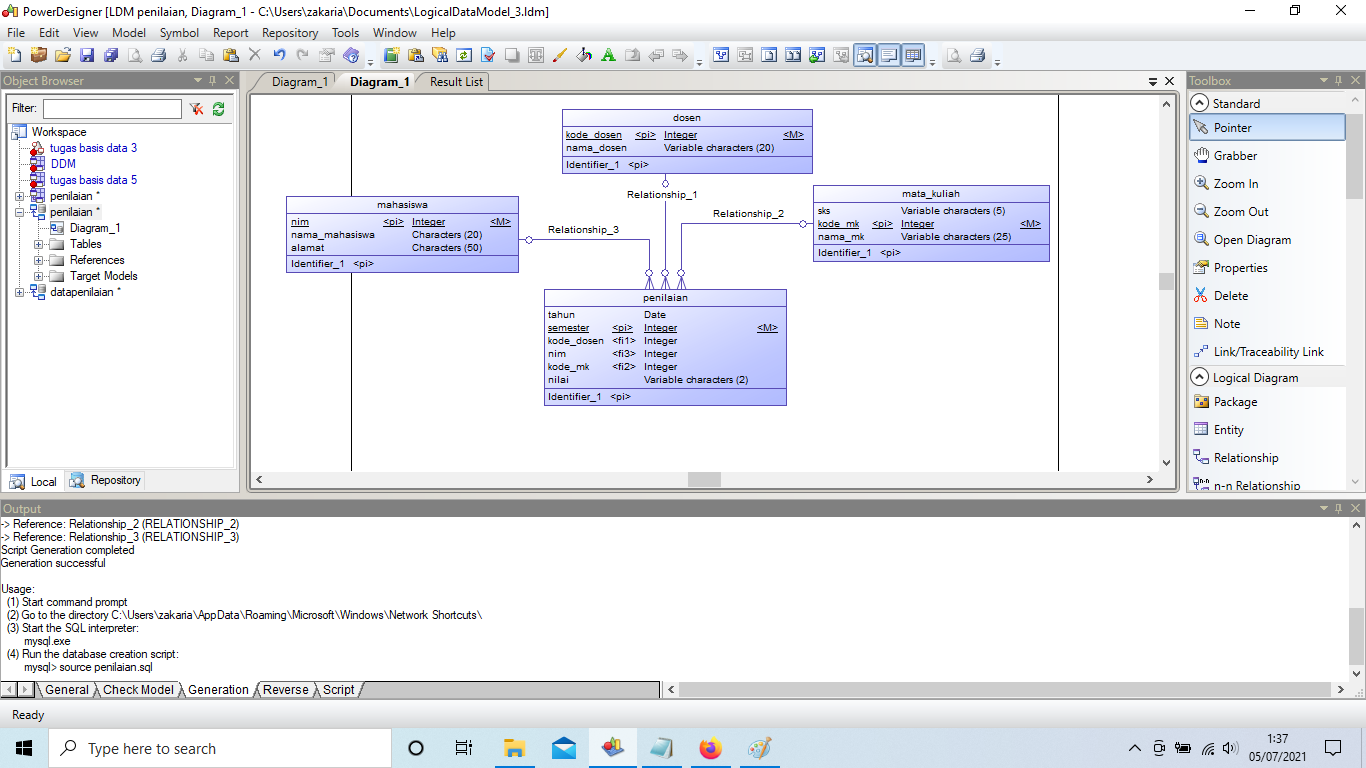 PowerDesigner [LDM penilaian, Diagram_1 - C:\Users\zakaria\Documents\LogicalDataModel_3.ldm]
File Edit View Model Symbol Report Repository Tools Window Help
Object Browser
Filter:
Workspace
tugas basis data 3
DDM
tugas basis data 5
penilaian *
penilaian *
Diagram_1
Tables
References
Target Models
datapenilaian *
Local Repository
Diagram_1 Diagram_1 Result List
dosen
kode_dosen <pi> Integer <M>
nama_dosen Variable characters (20)
Identifier_1 <pi>
Relationship_1
mahasiswa
nim <pi> Integer <M>
nama_mahasiswa Characters (20)
alamat Characters (50)
Identifier_1 <pi>
Relationship_3
Relationship_2
mata_kuliah
sks Variable characters (5)
kode_mk <pi> Integer <M>
nama_mk Variable characters (25)
Identifier_1 <pi>
penilaian
tahun Date
semester <pi> Integer <M>
kode_dosen <fi1> Integer
nim <fi3> Integer
kode_mk <fi2> Integer
nilai Variable characters (2)
Identifier_1 <pi>
Toolbox
Standard
Pointer
Grabber
Zoom In
Zoom Out
Open Diagram
Properties
Delete
Note
Link/Traceability Link
Logical Diagram
Package
Entity
Relationship
n-n Relationship
Output
-> Reference: Relationship_2 (RELATIONSHIP_2)
-> Reference: Relationship_3 (RELATIONSHIP_3)
Script Generation completed
Generation successful
Usage:
(1) Start command prompt
(2) Go to the directory C:\Users\zakaria\AppData\Roaming\Microsoft\Windows\Network Shortcuts\
(3) Start the SQL interpreter:
mysql.exe
(4) Run the database creation script:
mysql> source penilaian.sql
General Check Model Generation Reverse Script
Ready
Type here to search
1:37
05/07/2021